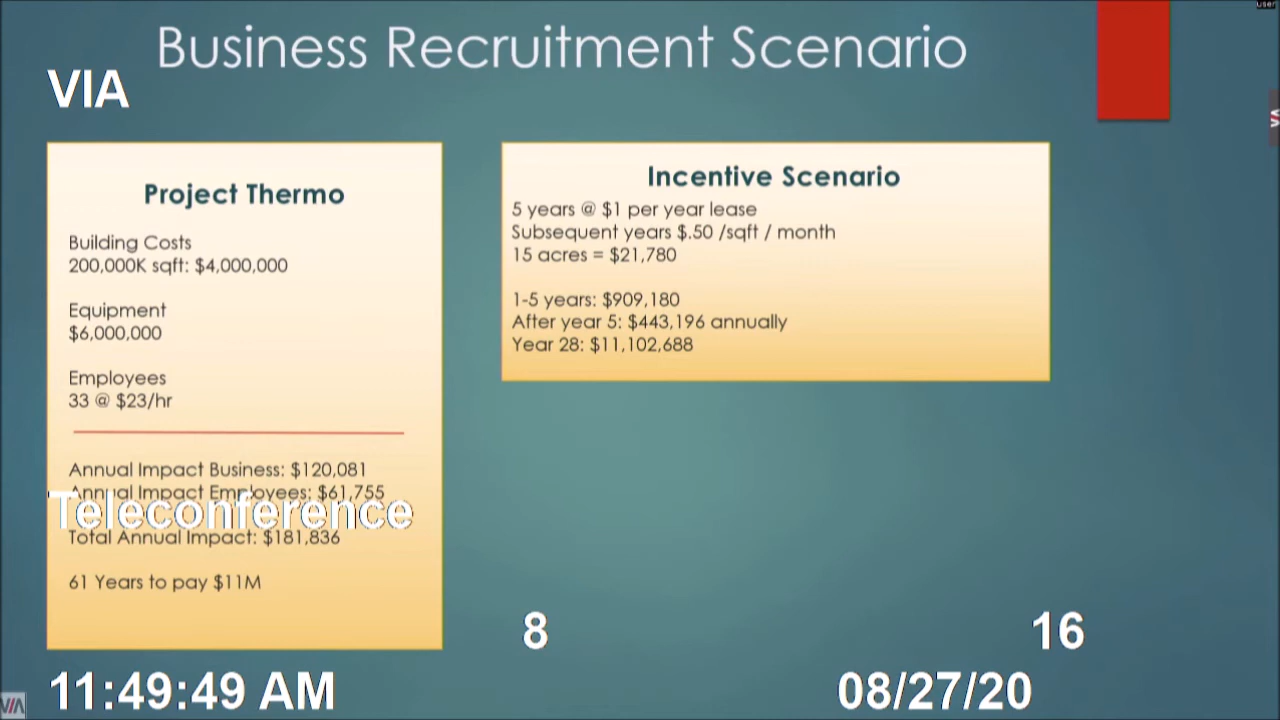 user
Business Recruitment Scenario
VIA
Project Thermo
Building Costs
200,000K sqft: $4,000,000
Equipment
$6,000,000
Employees
33 @ $23/hr
Annual Impact Business: $120,081
Annual Impact Employees: $61,755
Teleconference
Total Annual Impact: $181,836
61 Years to pay $11M
Incentive Scenario
5 years @ $1 per year lease
Subsequent years $.50 /sqft / month
15 acres = $21,780
1-5 years: $909,180
After year 5: $443,196 annually
Year 28: $11,102,688
8
16
11:49:49 AM
08/27/20
VIA